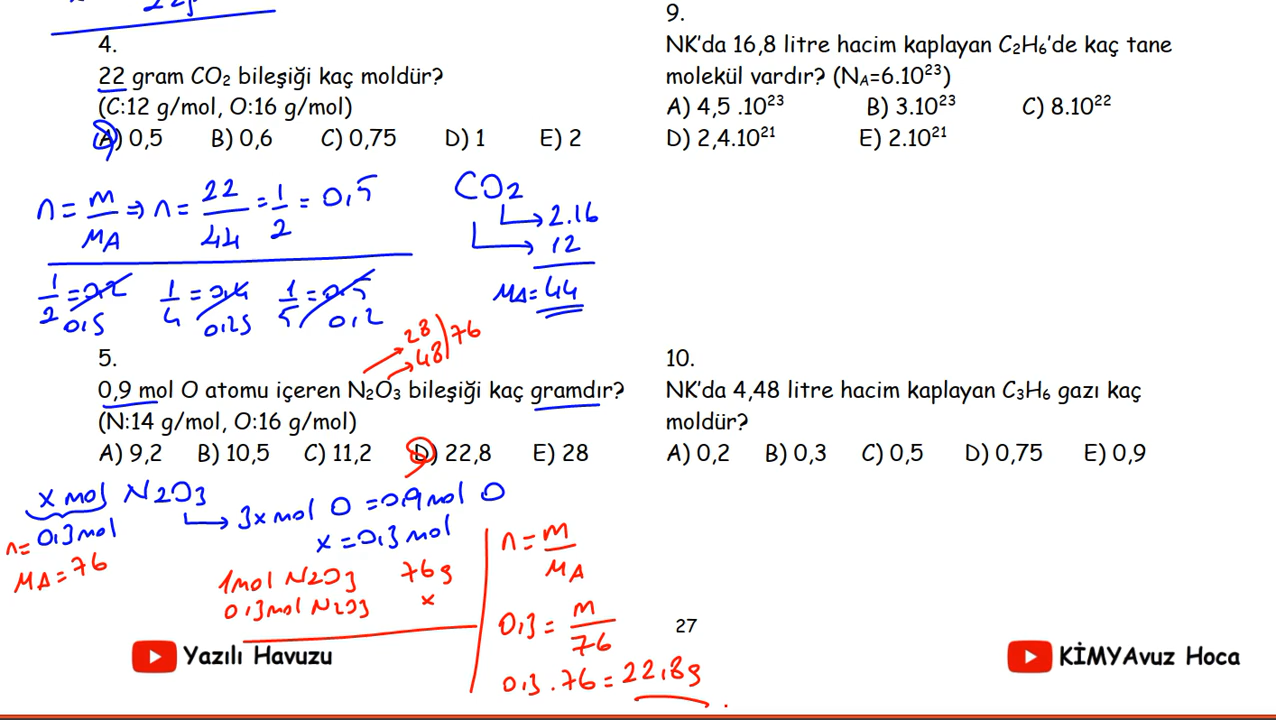 22g
4.
22 gram CO₂ bileşiği kaç moldür?
(C:12 g/mol, O:16 g/mol)
A) 0,5 B) 0,6 C) 0,75 D) 1 E) 2
n = m/MA ⇒ n = 22/44 = 1/2 = 0,5
CO₂
2.16
12
MA = 44
1/2 = 0,2 1/4 = 0,4 1/5 = 0,5
0,5 0,25 0,2
28
48 76
5.
0,9 mol O atomu içeren N₂O₃ bileşiği kaç gramdır?
(N:14 g/mol, O:16 g/mol)
A) 9,2 B) 10,5 C) 11,2 D) 22,8 E) 28
x mol N₂O₃
3x mol O = 0,9 mol O
n = 0,3 mol
x = 0,3 mol
MA = 76
1 mol N₂O₃ 76g
0,3 mol N₂O₃ x
n = m/MA
0,3 = m/76
0,3 . 76 = 22,8g
9.
NK'da 16,8 litre hacim kaplayan C₂H₆'de kaç tane
molekül vardır? (N_A=6.10²³)
A) 4,5 .10²³ B) 3.10²³ C) 8.10²²
D) 2,4.10²¹ E) 2.10²¹
10.
NK'da 4,48 litre hacim kaplayan C₃H₆ gazı kaç
moldür?
A) 0,2 B) 0,3 C) 0,5 D) 0,75 E) 0,9
27
Yazılı Havuzu
KİMYAvuz Hoca